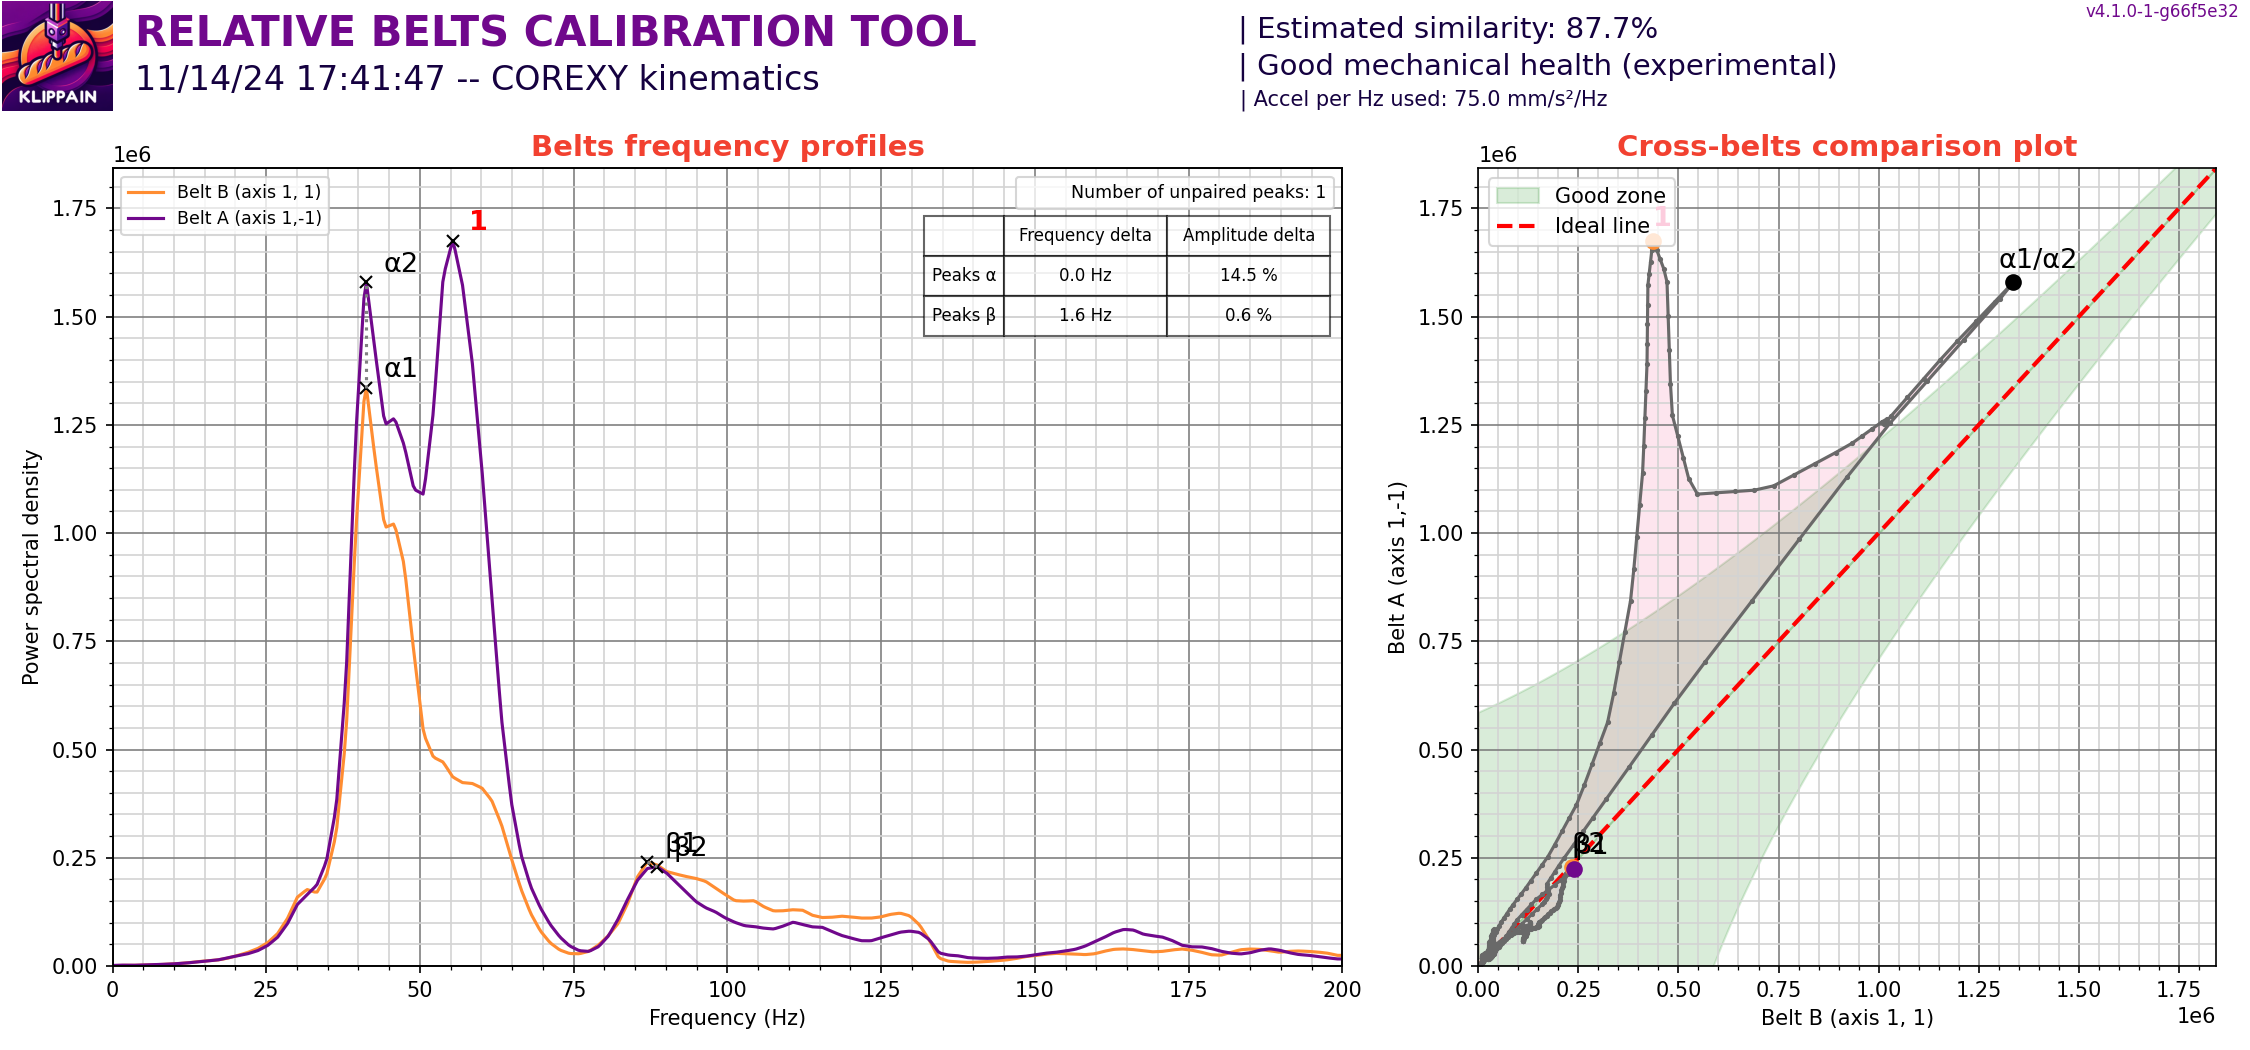 KLIPPAIN
RELATIVE BELTS CALIBRATION TOOL
11/14/24 17:41:47 -- COREXY kinematics
| Estimated similarity: 87.7%
| Good mechanical health (experimental)
| Accel per Hz used: 75.0 mm/s²/Hz
v4.1.0-1-g66f5e32
Belts frequency profiles
1e6
Belt B (axis 1, 1)
Belt A (axis 1,-1)
Number of unpaired peaks: 1
Frequency delta Amplitude delta
Peaks α 0.0 Hz 14.5 %
Peaks β 1.6 Hz 0.6 %
α2
α1
1
β1
β2
Power spectral density
1.75
1.50
1.25
1.00
0.75
0.50
0.25
0.00
0 25 50 75 100 125 150 175 200
Frequency (Hz)
Cross-belts comparison plot
1e6
Good zone
Ideal line
1
α1/α2
β2
β1
Belt A (axis 1,-1)
1.75
1.50
1.25
1.00
0.75
0.50
0.25
0.00
0.00 0.25 0.50 0.75 1.00 1.25 1.50 1.75
Belt B (axis 1, 1)
1e6